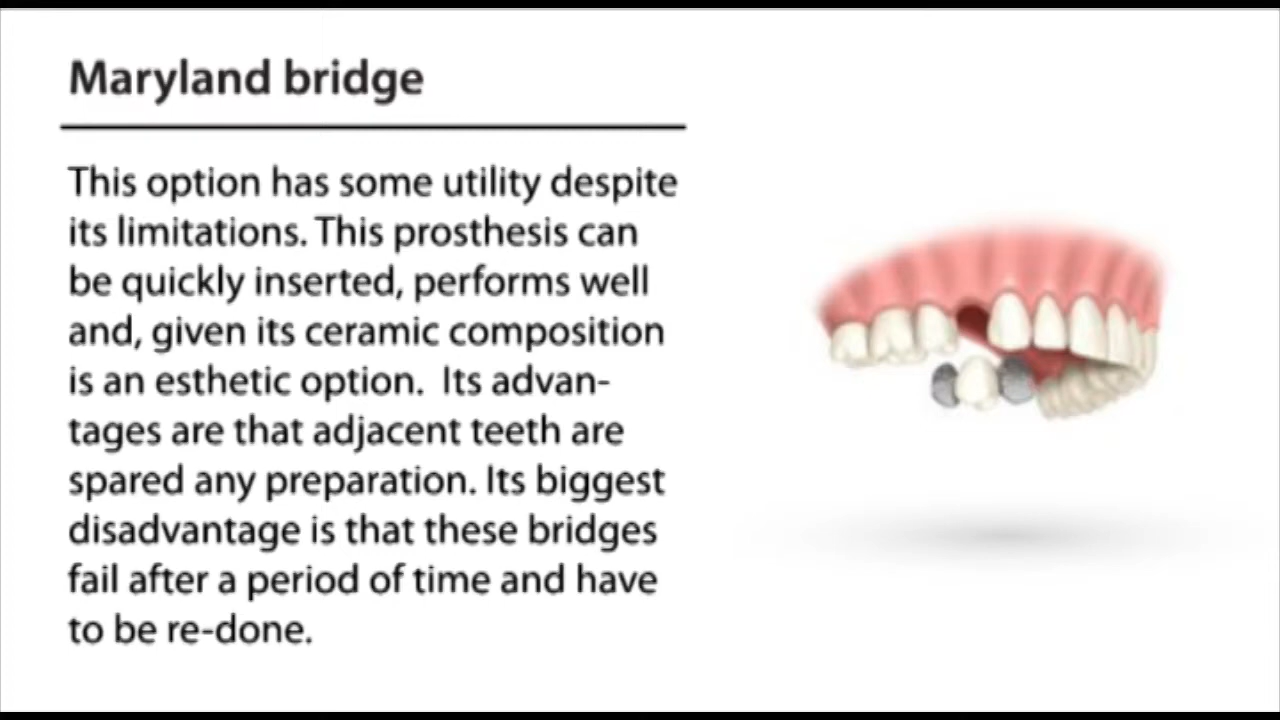 Maryland bridge
This option has some utility despite
its limitations. This prosthesis can
be quickly inserted, performs well
and, given its ceramic composition
is an esthetic option.  Its advan-
tages are that adjacent teeth are
spared any preparation. Its biggest
disadvantage is that these bridges
fail after a period of time and have
to be re-done.